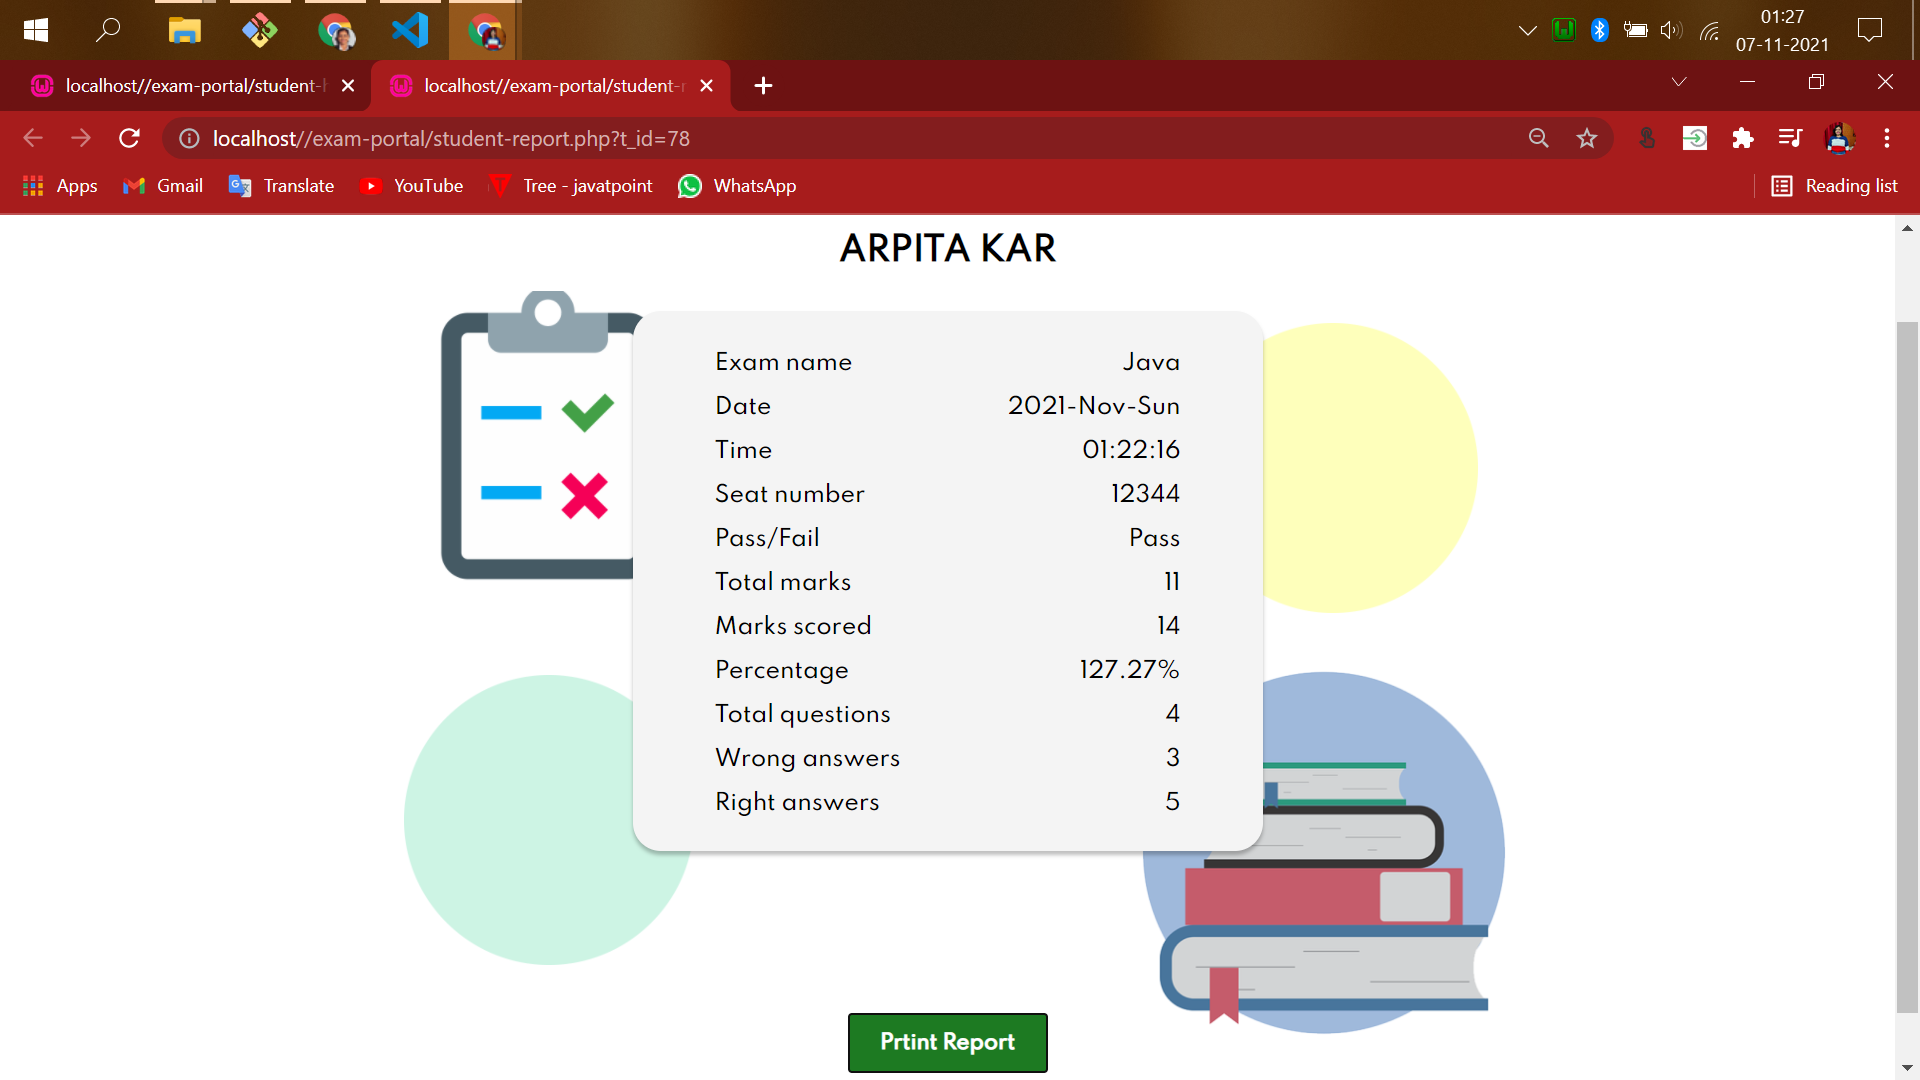 01:27
07-11-2021
localhost//exam-portal/student-h
localhost//exam-portal/student-r
localhost//exam-portal/student-report.php?t_id=78
Apps Gmail Translate YouTube Tree - javatpoint WhatsApp Reading list
ARPITA KAR
Exam name Java
Date 2021-Nov-Sun
Time 01:22:16
Seat number 12344
Pass/Fail Pass
Total marks 11
Marks scored 14
Percentage 127.27%
Total questions 4
Wrong answers 3
Right answers 5
Prtint Report